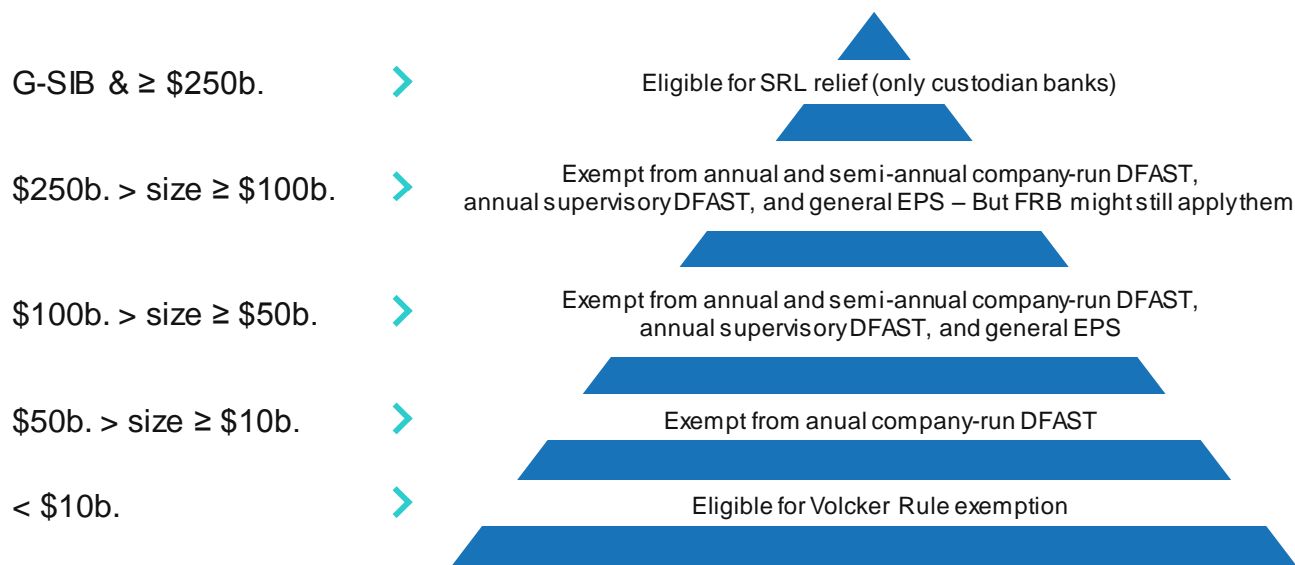 G-SIB & ≥ $250b.
Eligible for SRL relief (only custodian banks)
$250b. > size ≥ $100b.
Exempt from annual and semi-annual company-run DFAST,
annual supervisory DFAST, and general EPS – But FRB might still apply them
$100b. > size ≥ $50b.
Exempt from annual and semi-annual company-run DFAST,
annual supervisory DFAST, and general EPS
$50b. > size ≥ $10b.
Exempt from anual company-run DFAST
< $10b.
Eligible for Volcker Rule exemption